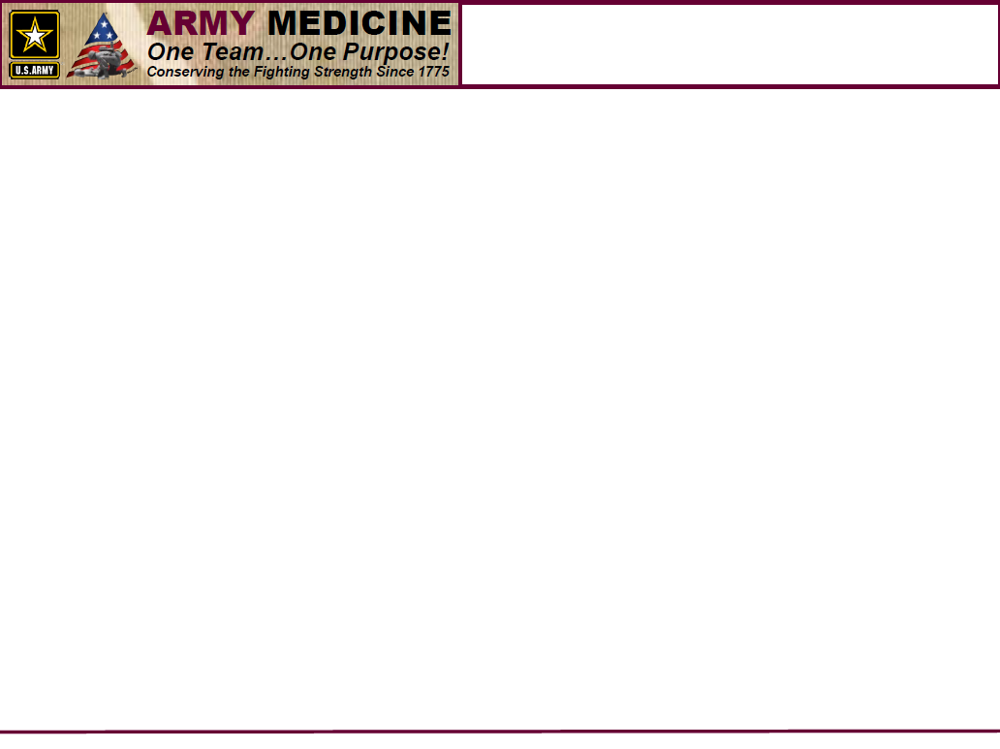 ARMY MEDICINE
One Team…One Purpose!
Conserving the Fighting Strength Since 1775
U.S.ARMY